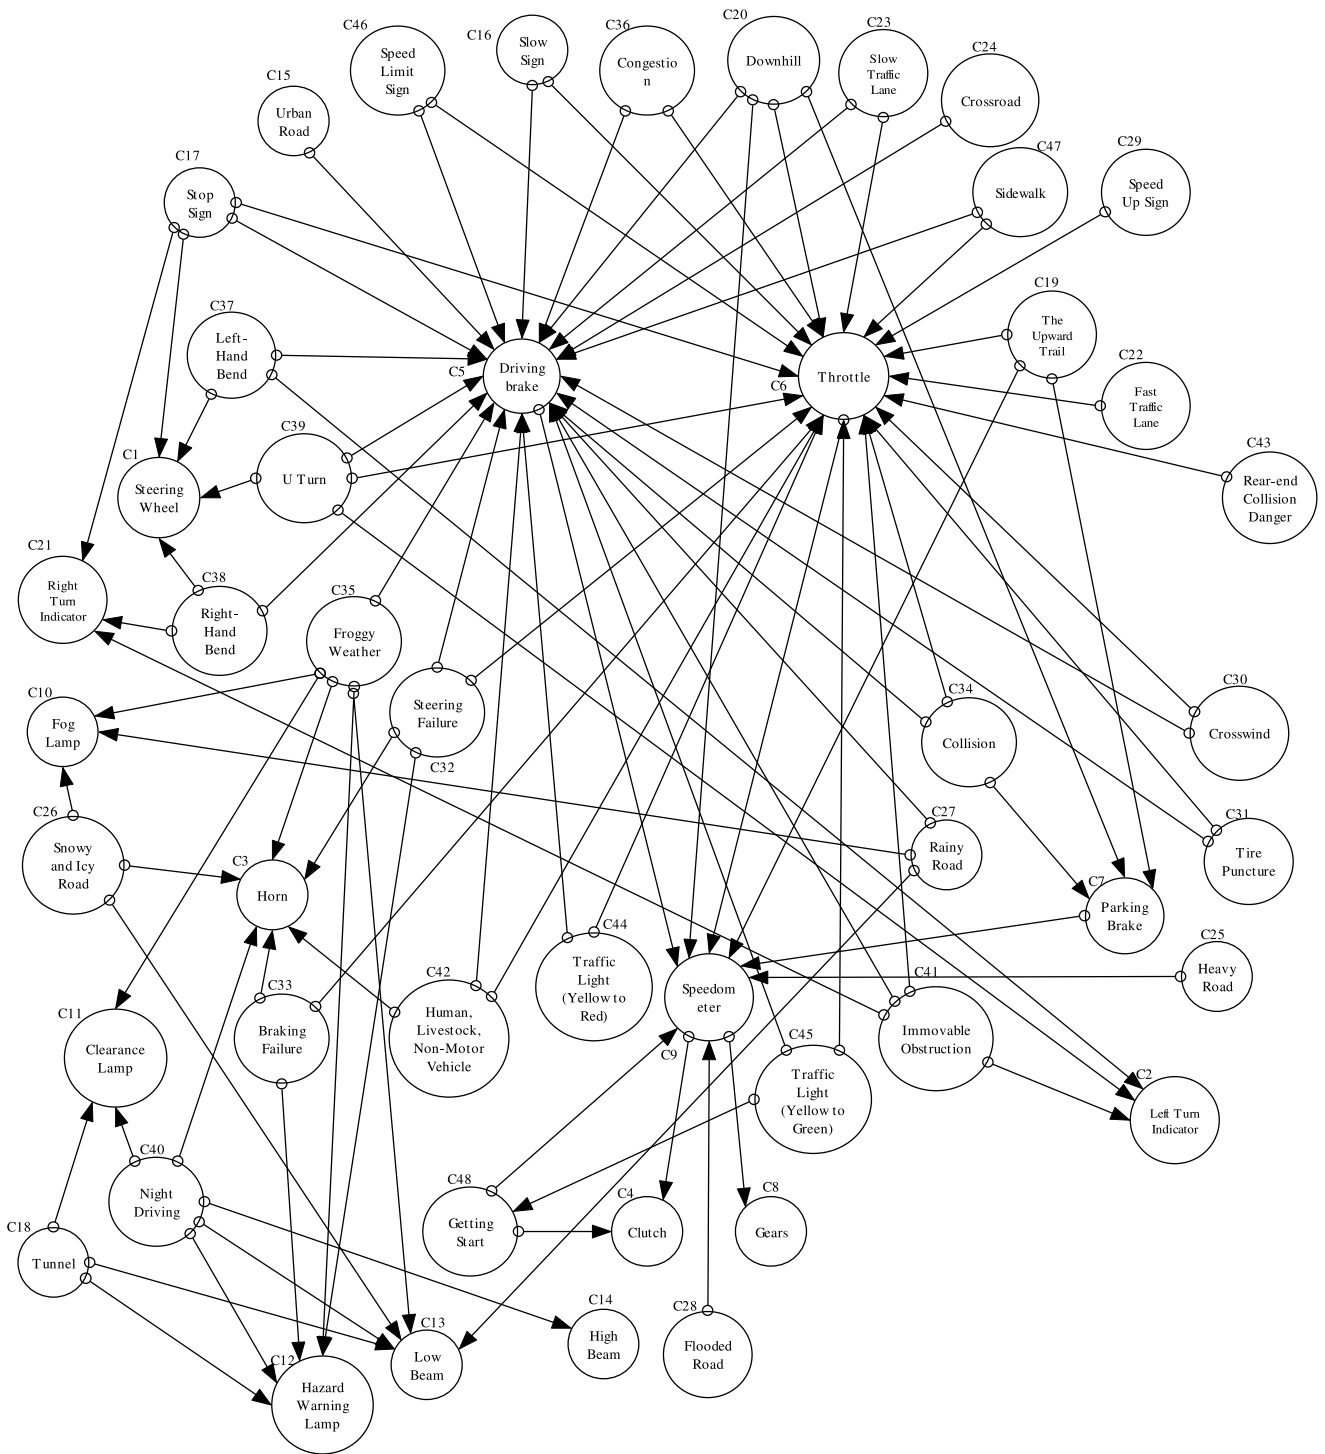 C46
Speed
Limit
Sign
C16
Slow
Sign
C36
Congestio
n
C20
Downhill
C23
Slow
Traffic
Lane
C24
Crossroad
C15
Urban
Road
C17
Stop
Sign
C47
Sidewalk
C29
Speed
Up Sign
C37
Left-
Hand
Bend
C5
Driving
brake
C6
Throttle
C19
The
Upward
Trail
C22
Fast
Traffic
Lane
C39
U Turn
C1
Steering
Wheel
C43
Rear-end
Collision
Danger
C21
Right
Turn
Indicator
C38
Right-
Hand
Bend
C35
Froggy
Weather
Steering
Failure
C32
C10
Fog
Lamp
C34
Collision
C30
Crosswind
C26
Snowy
and Icy
Road
C3
Horn
C27
Rainy
Road
C31
Tire
Puncture
C7
Parking
Brake
C44
Traffic
Light
(Yellow to
Red)
C42
Human,
Livestock,
Non-Motor
Vehicle
C33
Braking
Failure
Speedom
eter
C9
C25
Heavy
Road
C41
Immovable
Obstruction
C11
Clearance
Lamp
C45
Traffic
Light
(Yellow to
Green)
C2
Left Turn
Indicator
C40
Night
Driving
C18
Tunnel
C48
Getting
Start
C4
Clutch
C8
Gears
C14
High
Beam
C28
Flooded
Road
C13
Low
Beam
C12
Hazard
Warning
Lamp